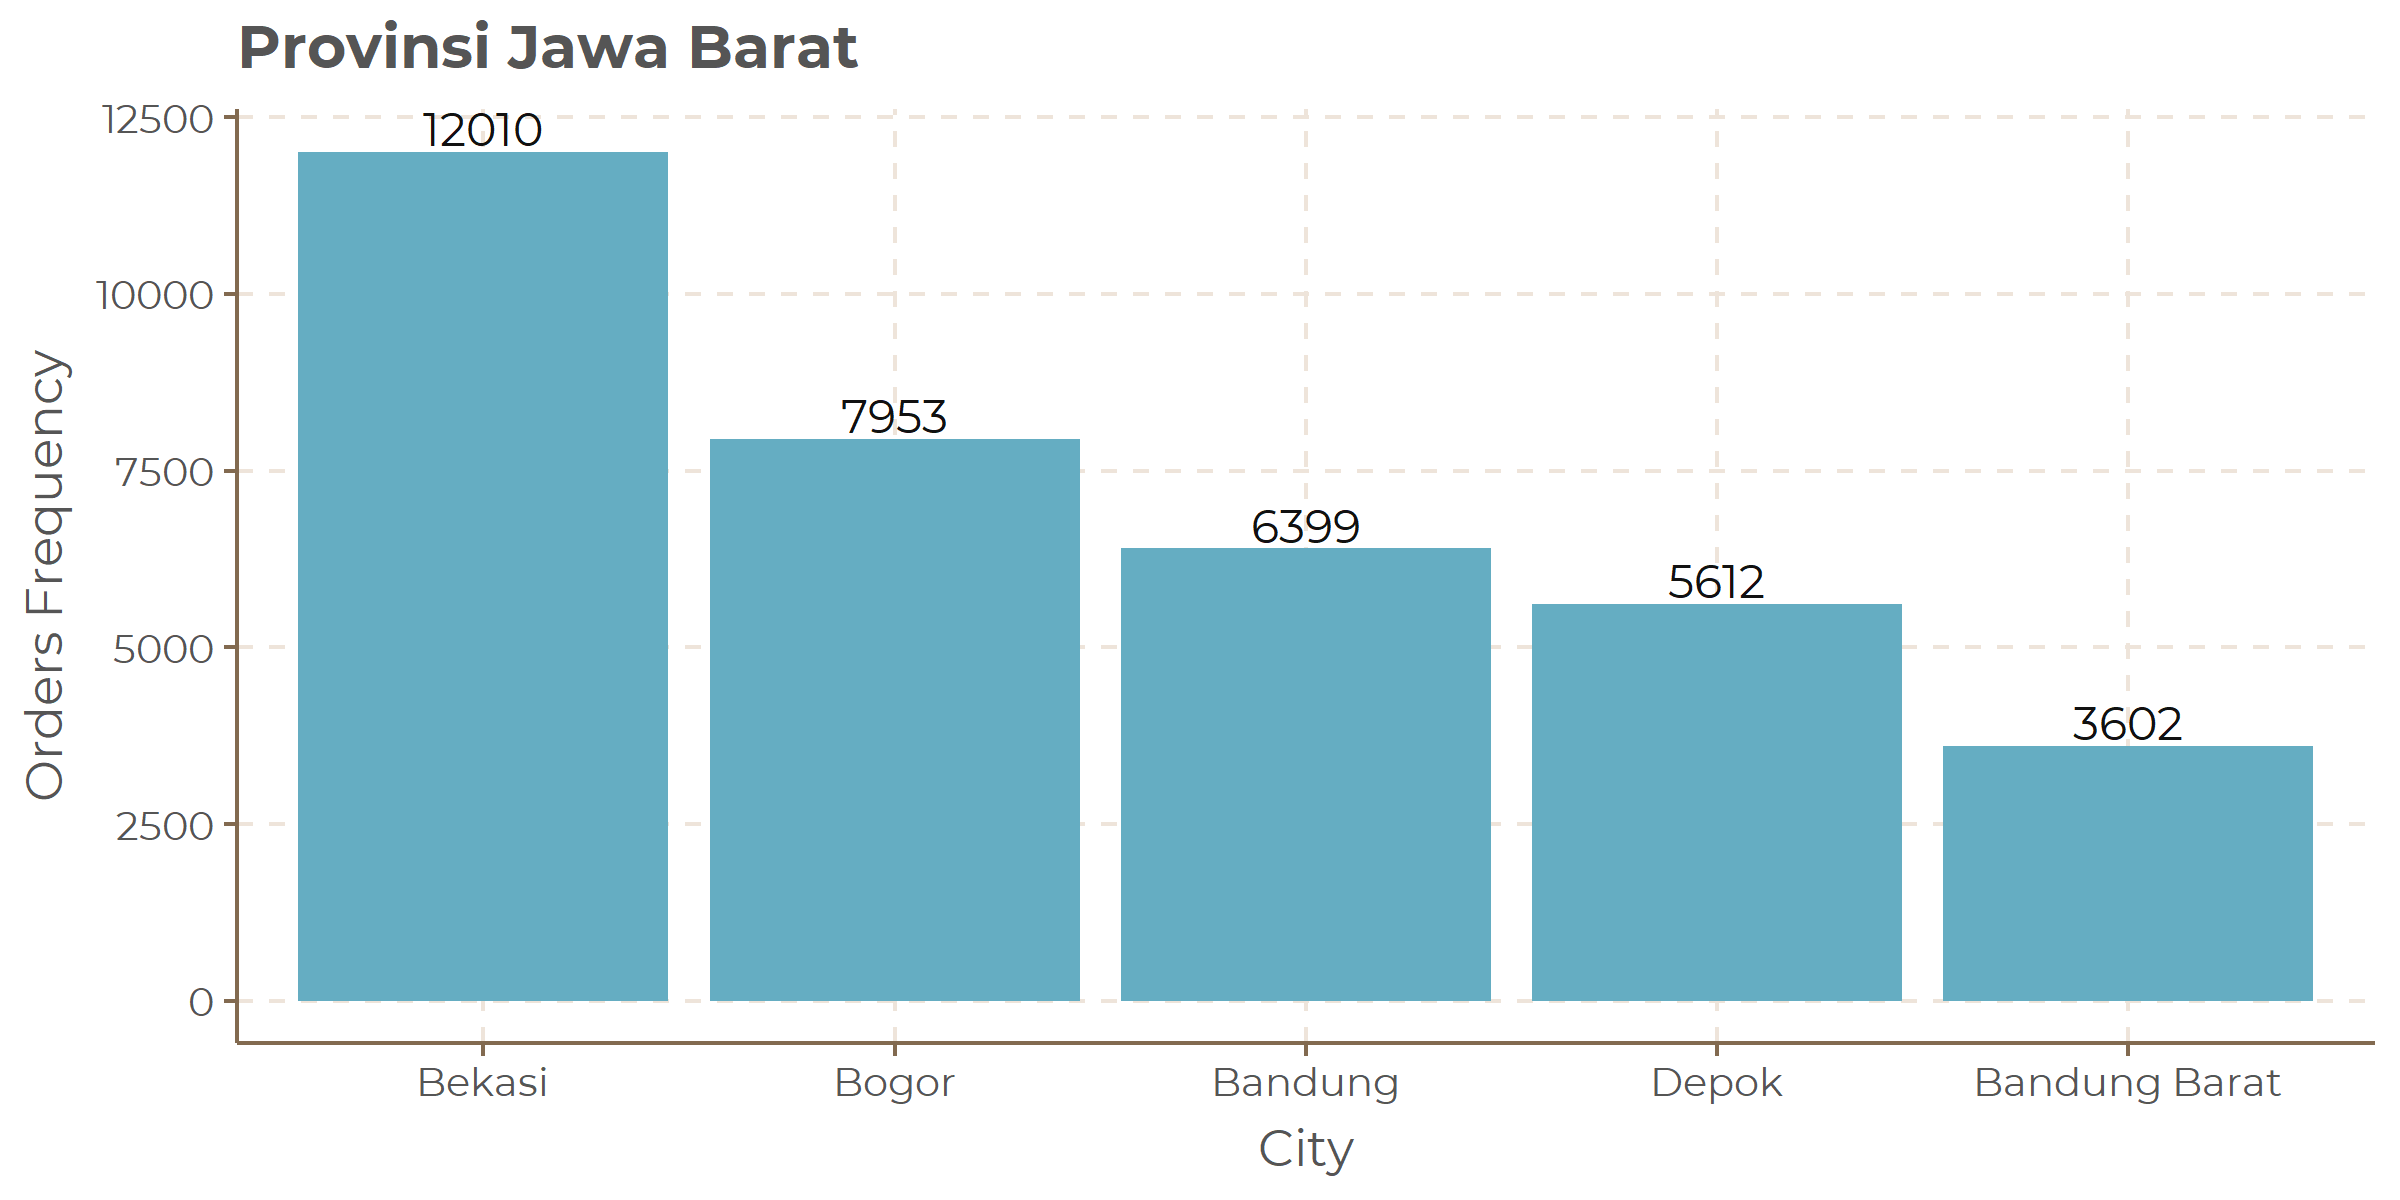 Provinsi Jawa Barat
Orders Frequency
12500
10000
7500
5000
2500
0
12010
7953
6399
5612
3602
Bekasi
Bogor
Bandung
Depok
Bandung Barat
City